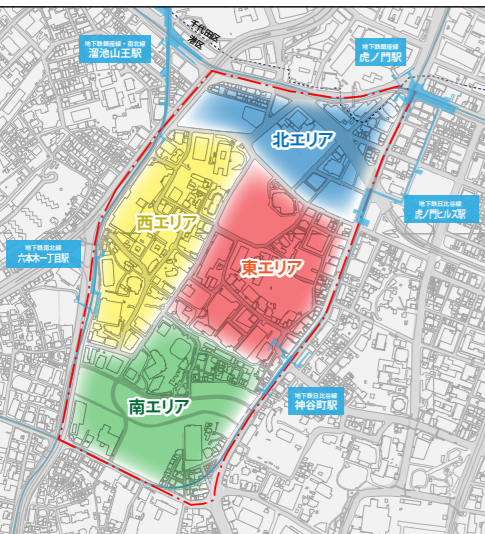 千代田区
港区
地下鉄銀座線・南北線
溜池山王駅
地下鉄銀座線
虎ノ門駅
北エリア
地下鉄日比谷線
虎ノ門ヒルズ駅
西エリア
地下鉄南北線
六本木一丁目駅
東エリア
地下鉄日比谷線
神谷町駅
南エリア